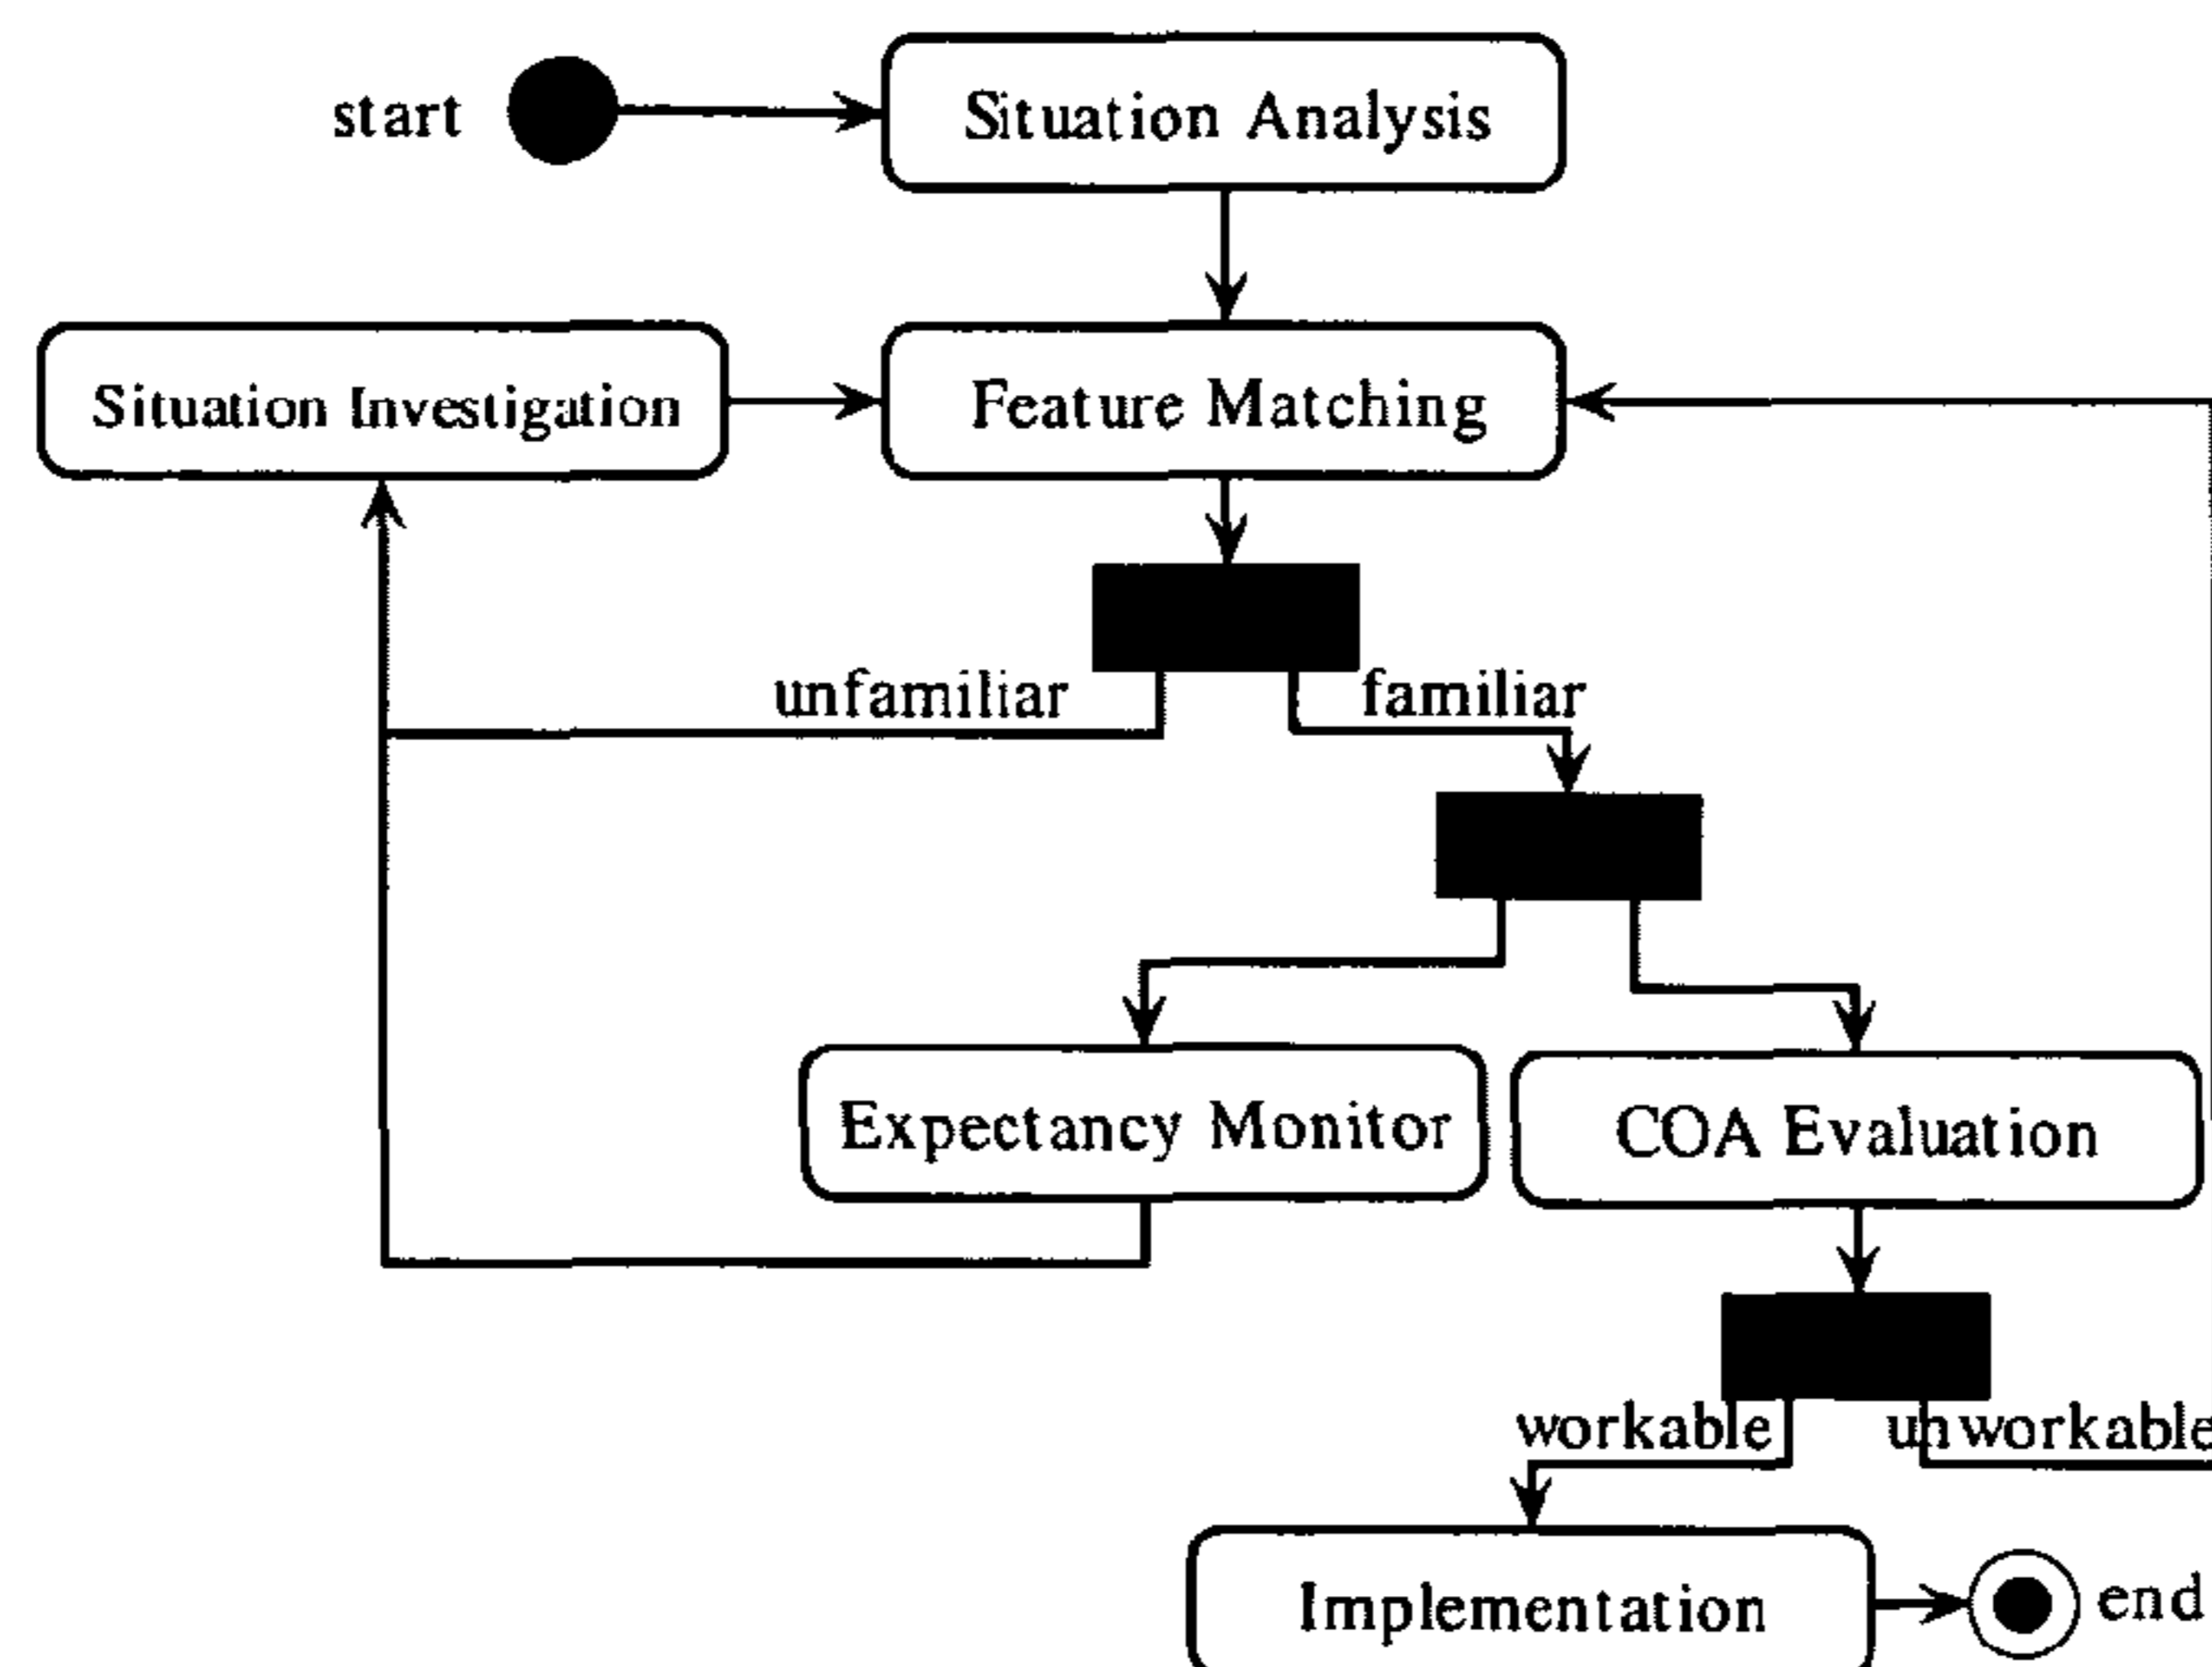 start
Situation Analysis
Situation Investigation
Feature Matching
unfamiliar
familiar
Expectancy Monitor
COA Evaluation
workable
unworkable
Implementation
end